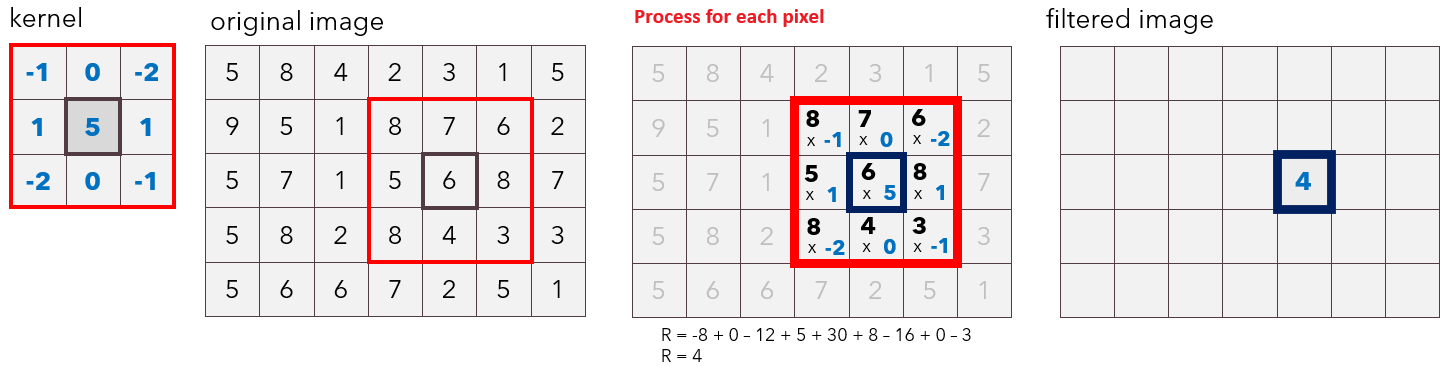 kernel
-1 0 -2
1 5 1
-2 0 -1
original image
5 8 4 2 3 1 5
9 5 1 8 7 6 2
5 7 1 5 6 8 7
5 8 2 8 4 3 3
5 6 6 7 2 5 1
Process for each pixel
5 8 4 2 3 1 5
9 5 1 8 x -1 7 x 0 6 x -2 2
5 7 1 5 x 1 6 x 5 8 x 1 7
5 8 2 8 x -2 4 x 0 3 x -1 3
5 6 6 7 2 5 1
R = -8 + 0 – 12 + 5 + 30 + 8 – 16 + 0 – 3
R = 4
filtered image
4